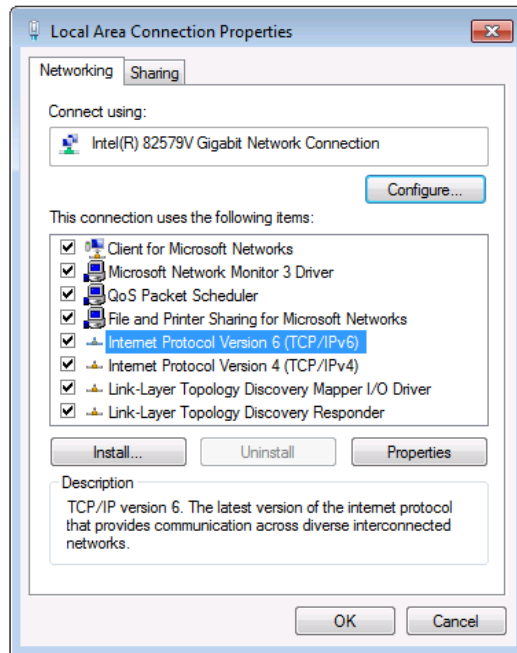 Local Area Connection Properties
Networking
Sharing
Connect using:
Intel(R) 82579V Gigabit Network Connection
Configure...
This connection uses the following items:
Client for Microsoft Networks
Microsoft Network Monitor 3 Driver
QoS Packet Scheduler
File and Printer Sharing for Microsoft Networks
Internet Protocol Version 6 (TCP/IPv6)
Internet Protocol Version 4 (TCP/IPv4)
Link-Layer Topology Discovery Mapper I/O Driver
Link-Layer Topology Discovery Responder
Install...
Uninstall
Properties
Description
TCP/IP version 6. The latest version of the internet protocol
that provides communication across diverse interconnected
networks.
OK
Cancel